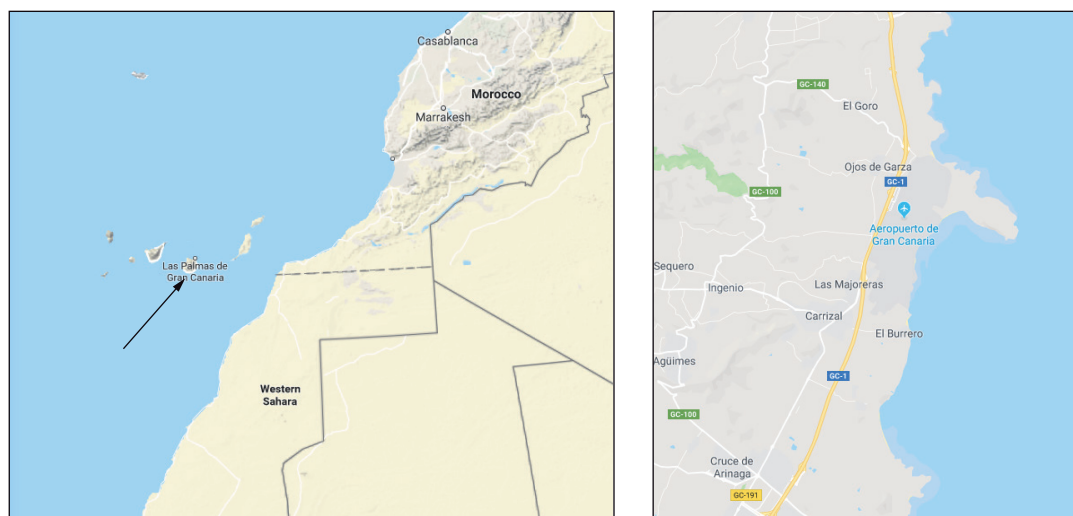 Casablanca
Morocco
Marrakesh
Las Palmas de
Gran Canaria
Western
Sahara
GC-140
El Goro
Ojos de Garza
GC-1
GC-100
Aeropuerto de
Gran Canaria
Sequero
Ingenio
Las Majoreras
Carrizal
El Burrero
Agüimes
GC-1
GC-100
Cruce de
Arinaga
GC-191